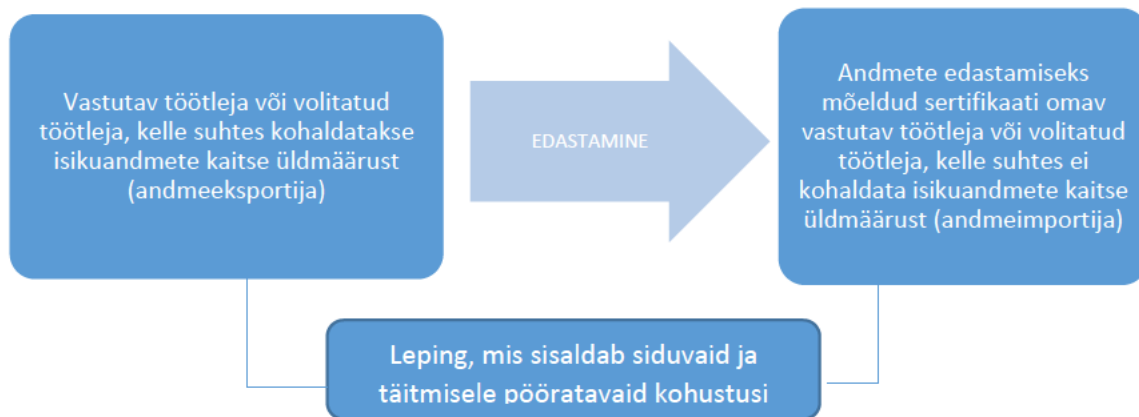 Vastutav töötleja või volitatud
töötleja, kelle suhtes kohaldatakse
isikuandmete kaitse üldmäärust
(andmeeksportija)
EDASTAMINE
Andmete edastamiseks
mõeldud sertifikaati omav
vastutav töötleja või volitatud
töötleja, kelle suhtes ei
kohaldata isikuandmete kaitse
üldmäärust (andmeimportija)
Leping, mis sisaldab siduvaid ja
täitmisele pööratavaid kohustusi